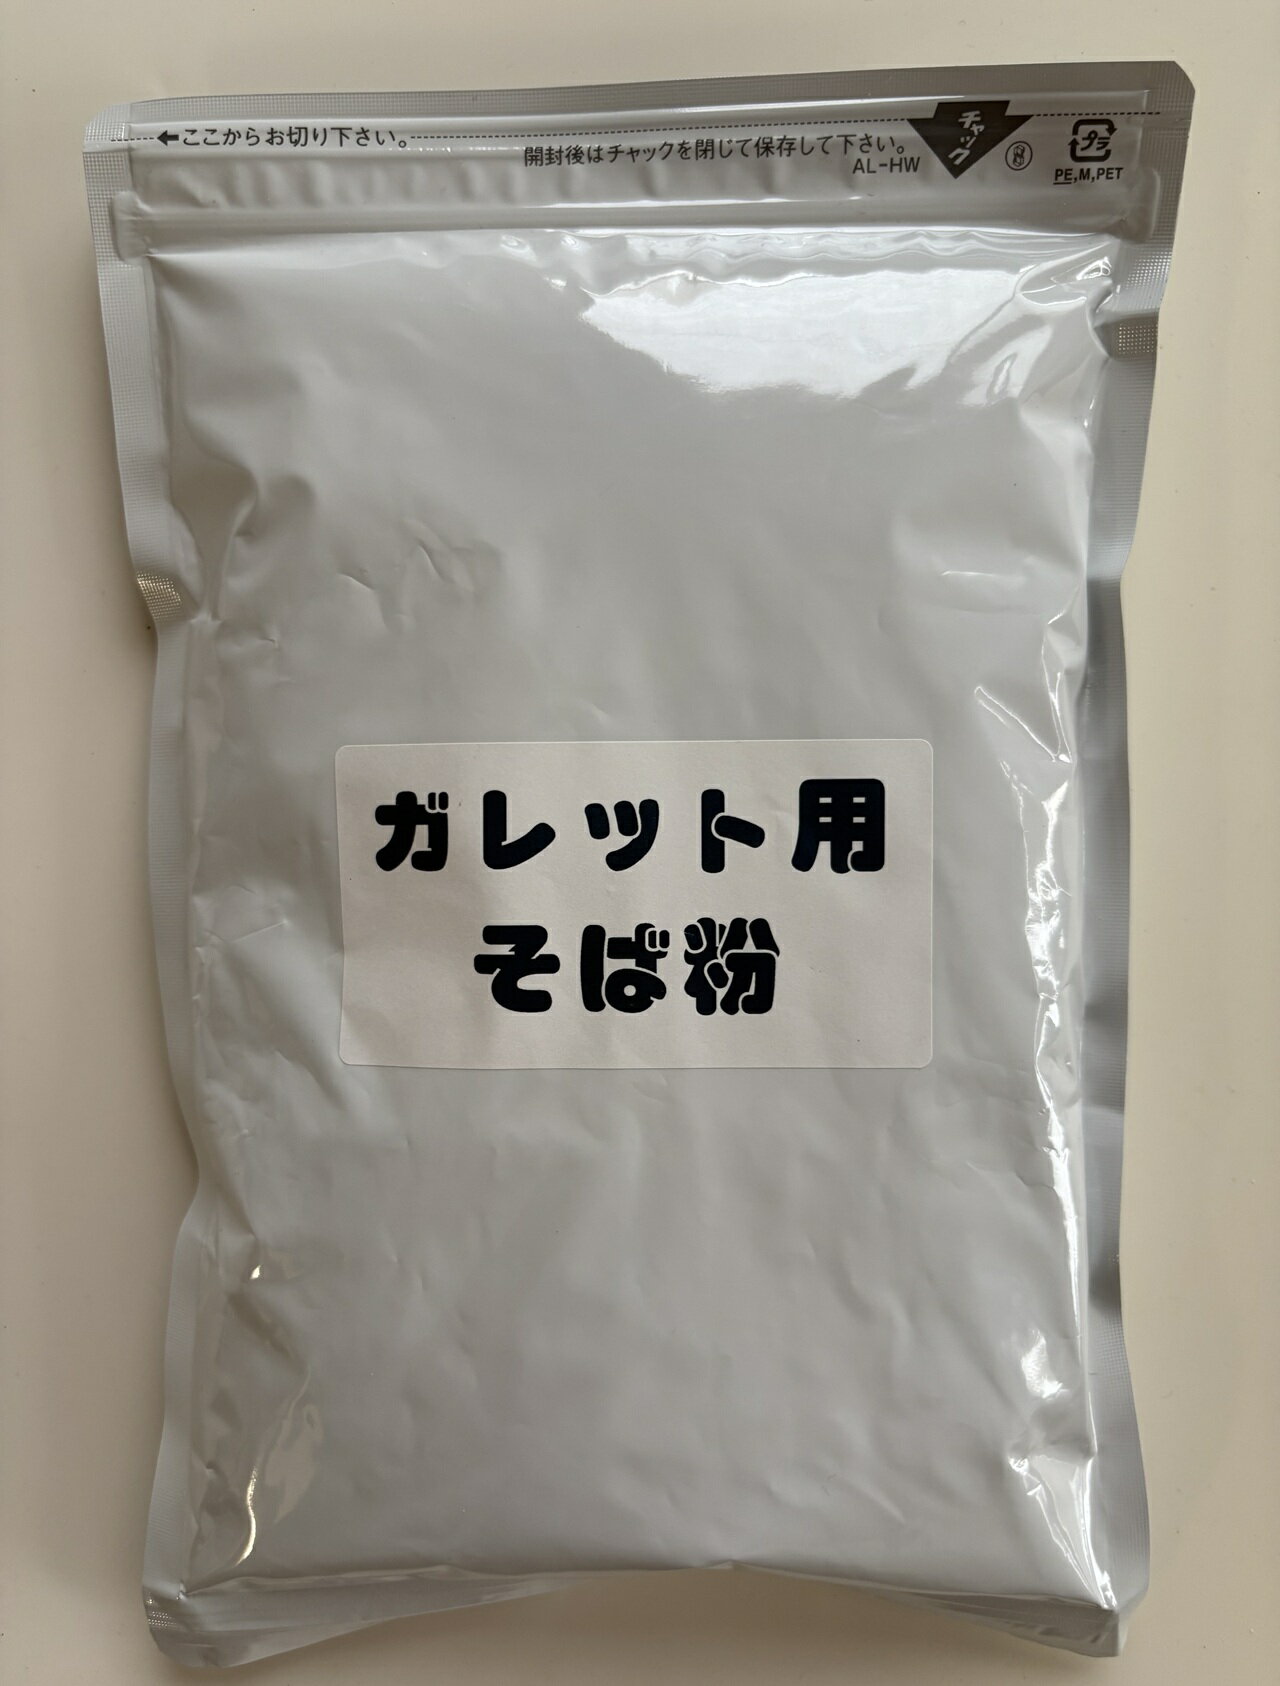 ←ここからお切り下さい。
開封後はチャックを閉じて保存して下さい。
AL-HW
チャック
プラ
PE,M,PET
ガレット用
そば粉